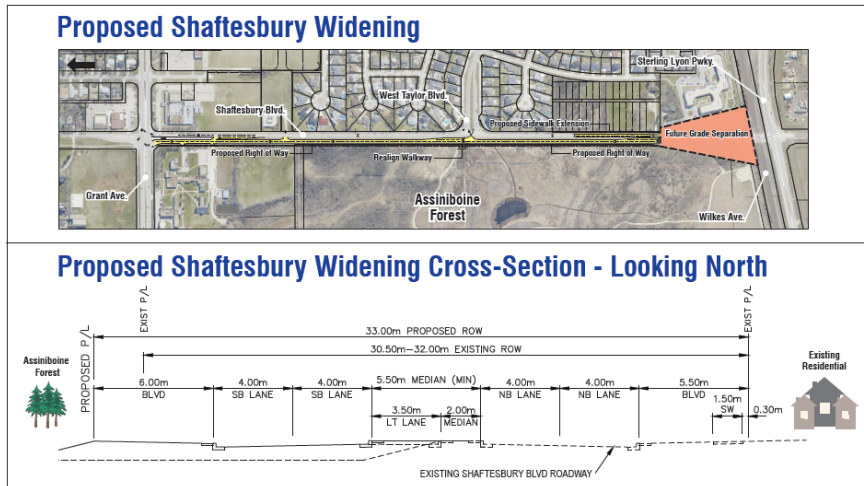 Proposed Shaftesbury Widening
Sterling Lyon Pwky.
West Taylor Blvd.
Shaftesbury Blvd.
Proposed Sidewalk Extension
Future Grade Separation
Proposed Right of Way
Realign Walkway
Proposed Right of Way
Grant Ave.
Assiniboine
Forest
Wilkes Ave.
Proposed Shaftesbury Widening Cross-Section - Looking North
PROPOSED P/L
EXIST P/L
EXIST P/L
33.00m PROPOSED ROW
30.50m-32.00m EXISTING ROW
Assiniboine
Forest
Existing
Residential
6.00m
BLVD
4.00m
SB LANE
4.00m
SB LANE
5.50m MEDIAN (MIN)
4.00m
NB LANE
4.00m
NB LANE
5.50m
BLVD
3.50m
LT LANE
2.00m
MEDIAN
1.50m
SW
0.30m
EXISTING SHAFTESBURY BLVD ROADWAY